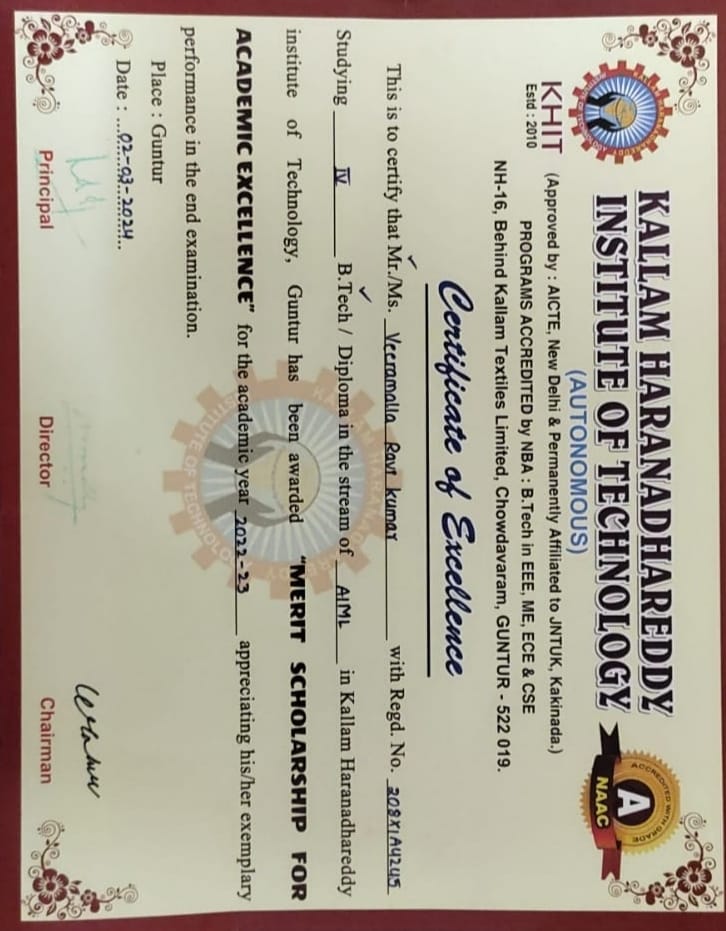 KALLAM HARANADHAREDDY
INSTITUTE OF TECHNOLOGY
(AUTONOMOUS)
ACCREDITED WITH GRADE
A
NAAC
KHIT
Estd : 2010
(Approved by : AICTE, New Delhi & Permanently Affiliated to JNTUK, Kakinada.)
PROGRAMS ACCREDITED by NBA : B.Tech in EEE, ME, ECE & CSE
NH-16, Behind Kallam Textiles Limited, Chowdavaram, GUNTUR - 522 019.
Certificate of Excellence
This is to certify that Mr./Ms. Veeramalla Ravi kumar with Regd. No. 208X1A4245
Studying IV B.Tech / Diploma in the stream of AIML in Kallam Haranadhareddy
institute of Technology, Guntur has been awarded "MERIT SCHOLARSHIP FOR
ACADEMIC EXCELLENCE" for the academic year 2022-23 appreciating his/her exemplary
performance in the end examination.
Place : Guntur
Date : 02-03-2024
Principal Director Chairman